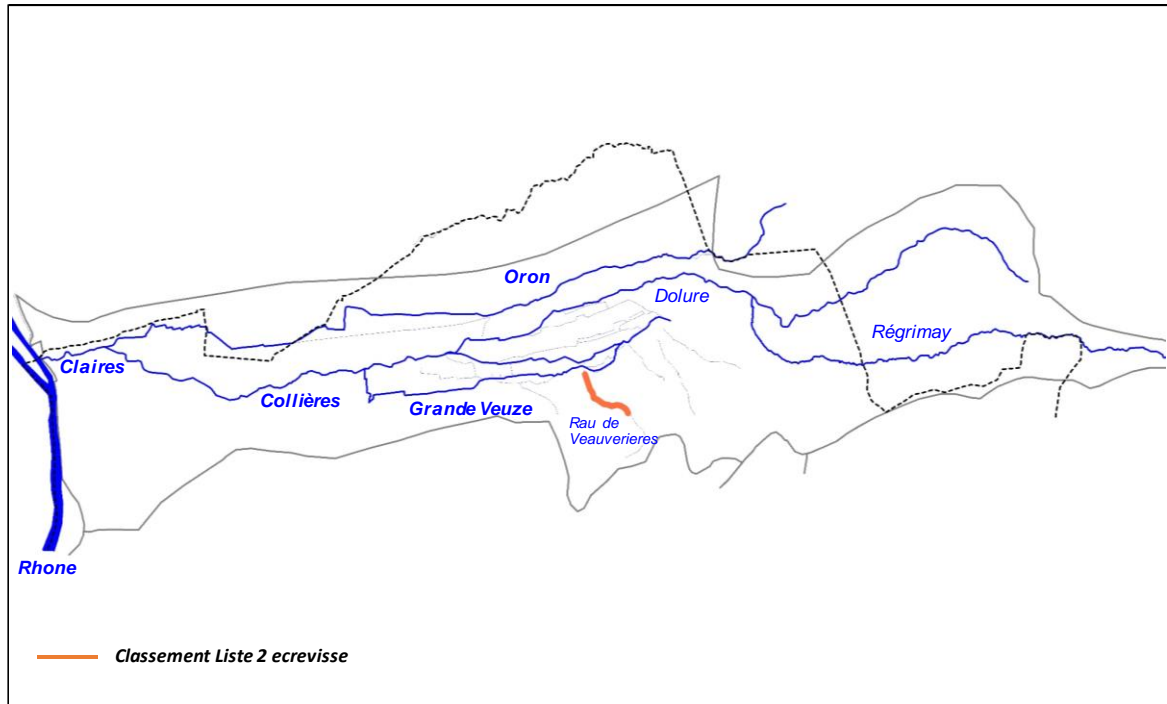 Oron
Dolure
Régrimay
Claires
Collières
Grande Veuze
Rau de
Veauverieres
Rhone
Classement Liste 2 ecrevisse